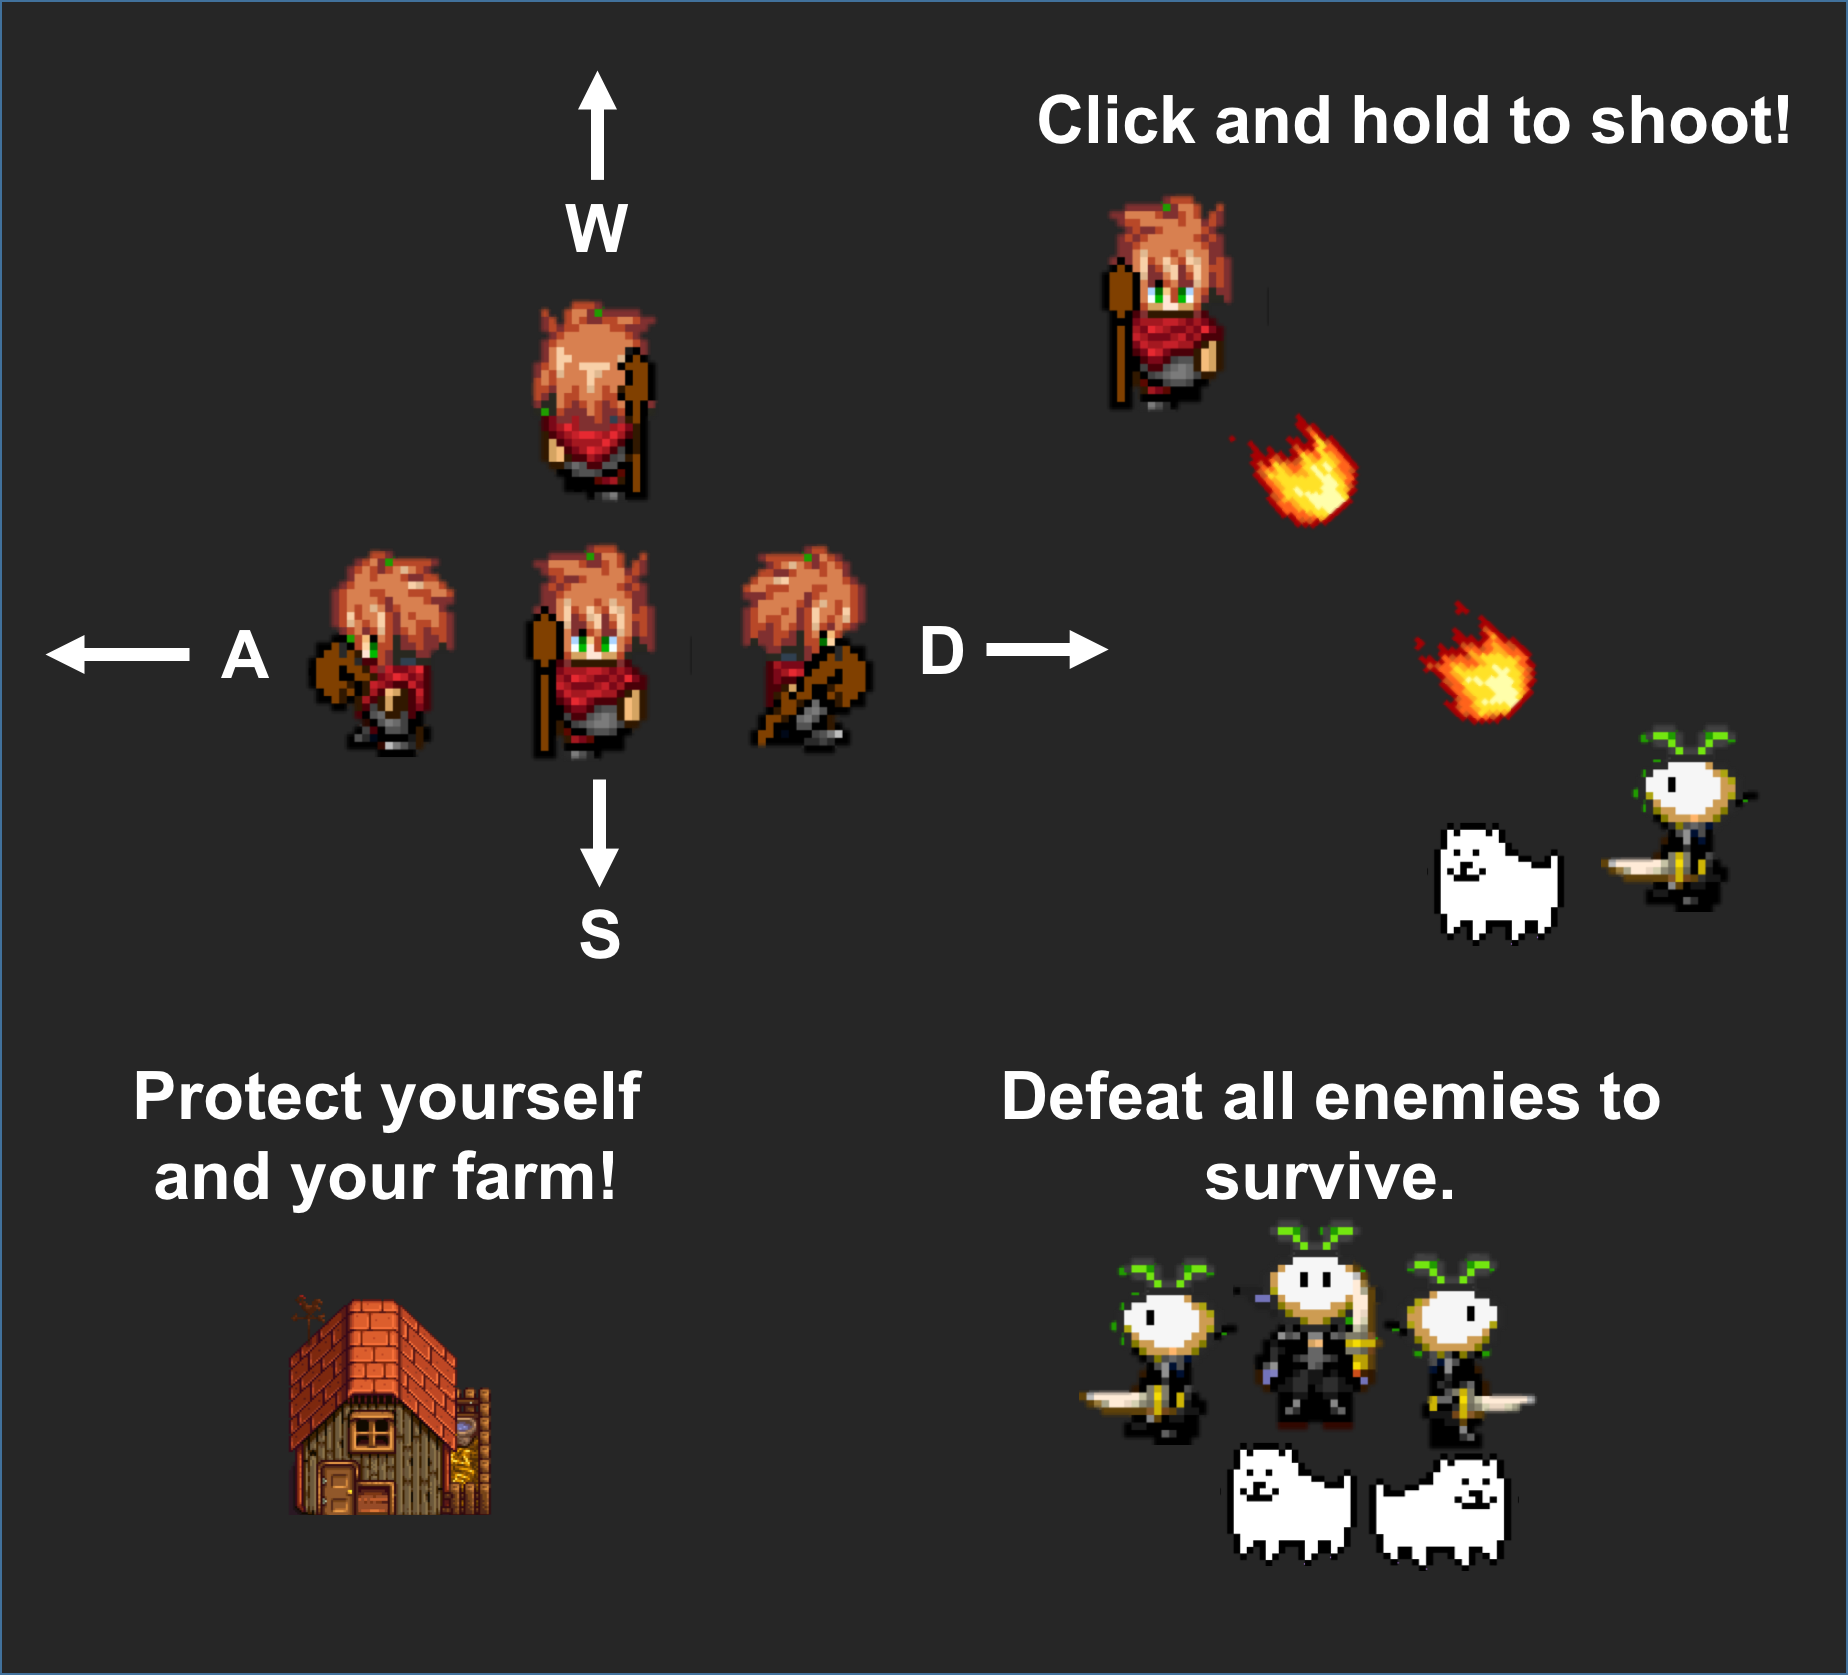 Click and hold to shoot!
W
A
D
S
Protect yourself
and your farm!
Defeat all enemies to
survive.